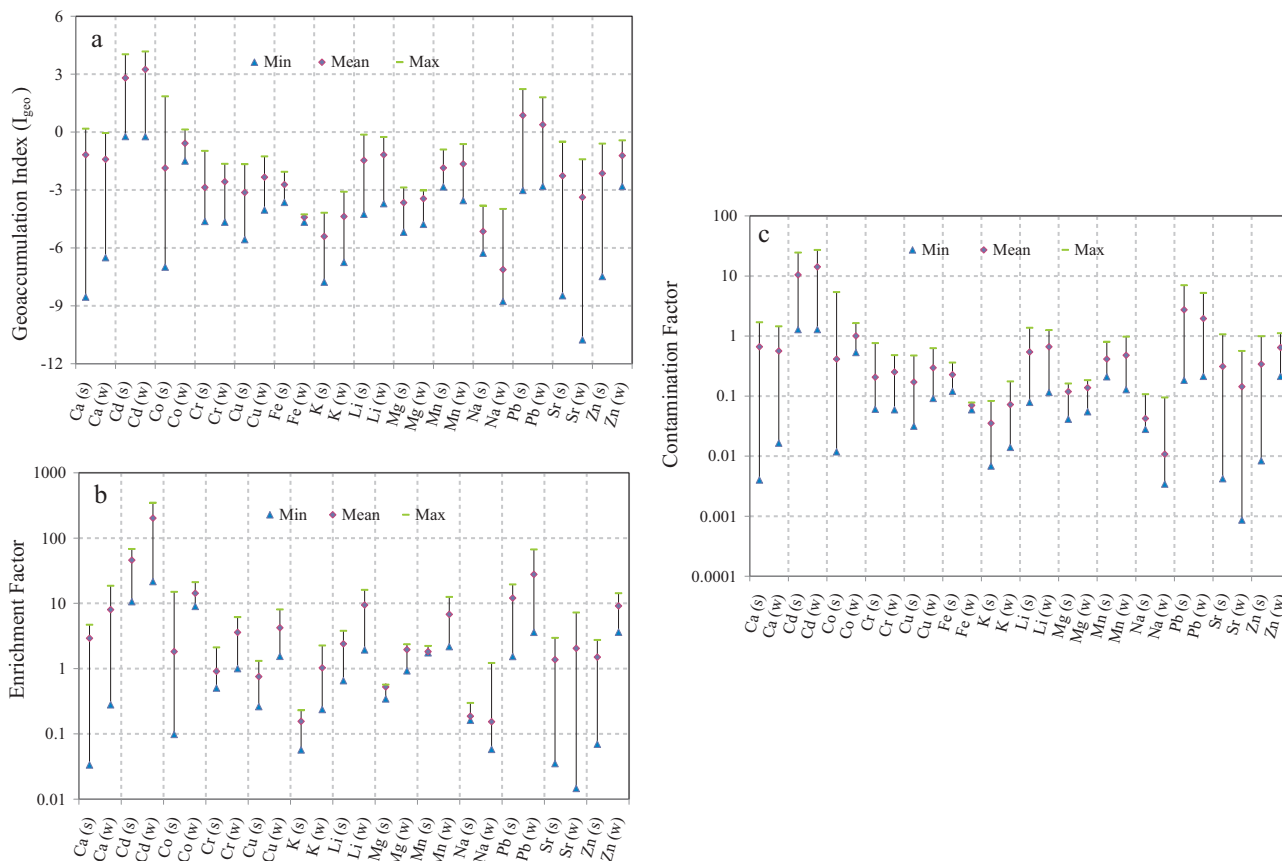 a
Min Mean Max
Geoaccumulation Index (Igeo)
6
3
0
-3
-6
-9
-12
Ca (s) Ca (w) Cd (s) Cd (w) Co (s) Co (w) Cr (s) Cr (w) Cu (s) Cu (w) Fe (s) Fe (w) K (s) K (w) Li (s) Li (w) Mg (s) Mg (w) Mn (s) Mn (w) Na (s) Na (w) Pb (s) Pb (w) Sr (s) Sr (w) Zn (s) Zn (w)
b
Min Mean Max
Enrichment Factor
1000
100
10
1
0.1
0.01
Ca (s) Ca (w) Cd (s) Cd (w) Co (s) Co (w) Cr (s) Cr (w) Cu (s) Cu (w) K (s) K (w) Li (s) Li (w) Mg (s) Mg (w) Mn (s) Mn (w) Na (s) Na (w) Pb (s) Pb (w) Sr (s) Sr (w) Zn (s) Zn (w)
c
Min Mean Max
Contamination Factor
100
10
1
0.1
0.01
0.001
0.0001
Ca (s) Ca (w) Cd (s) Cd (w) Co (s) Co (w) Cr (s) Cr (w) Cu (s) Cu (w) Fe (s) Fe (w) K (s) K (w) Li (s) Li (w) Mg (s) Mg (w) Mn (s) Mn (w) Na (s) Na (w) Pb (s) Pb (w) Sr (s) Sr (w) Zn (s) Zn (w)